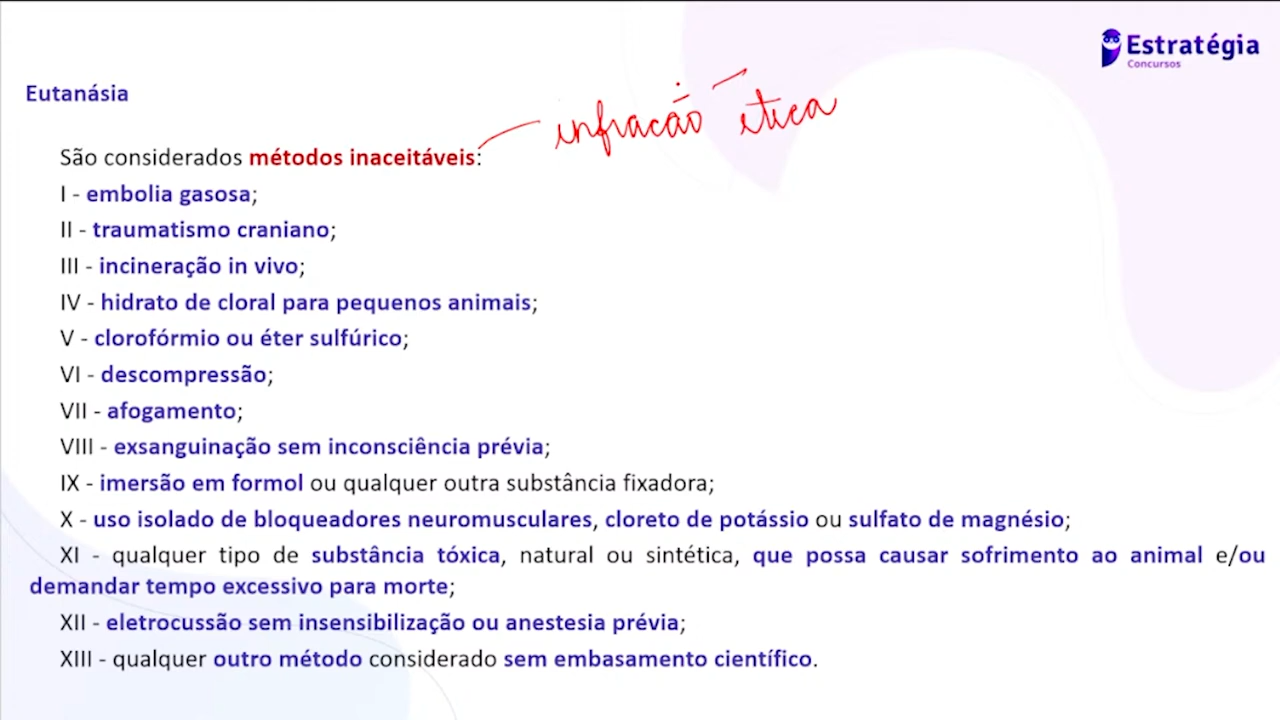 Estratégia
Concursos
Eutanásia
infração ética
São considerados métodos inaceitáveis:
I - embolia gasosa;
II - traumatismo craniano;
III - incineração in vivo;
IV - hidrato de cloral para pequenos animais;
V - clorofórmio ou éter sulfúrico;
VI - descompressão;
VII - afogamento;
VIII - exsanguinação sem inconsciência prévia;
IX - imersão em formol ou qualquer outra substância fixadora;
X - uso isolado de bloqueadores neuromusculares, cloreto de potássio ou sulfato de magnésio;
XI - qualquer tipo de substância tóxica, natural ou sintética, que possa causar sofrimento ao animal e/ou
demandar tempo excessivo para morte;
XII - eletrocussão sem insensibilização ou anestesia prévia;
XIII - qualquer outro método considerado sem embasamento científico.